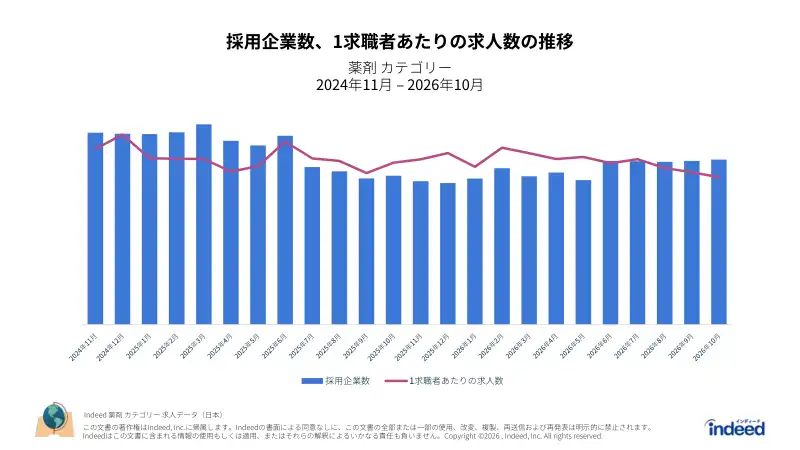 採用企業数、1求職者あたりの求人数の推移
薬剤 カテゴリー
2024年11月 – 2026年10月
2024年11月
2024年12月
2025年1月
2025年2月
2025年3月
2025年4月
2025年5月
2025年6月
2025年7月
2025年8月
2025年9月
2025年10月
2025年11月
2025年12月
2026年1月
2026年2月
2026年3月
2026年4月
2026年5月
2026年6月
2026年7月
2026年8月
2026年9月
2026年10月
採用企業数 1求職者あたりの求人数
Indeed 薬剤 カテゴリー 求人データ（日本）
この文書の著作権はIndeed, Inc.に帰属します。Indeedの書面による同意なしに、この文書の全部または一部の使用、改変、複製、再送信および再発表は明示的に禁止されます。
Indeedはこの文書に含まれる情報の使用もしくは適用、またはそれらの解釈によるいかなる責任も負いません。Copyright ©2026 , Indeed, Inc. All rights reserved.
インディード
indeed